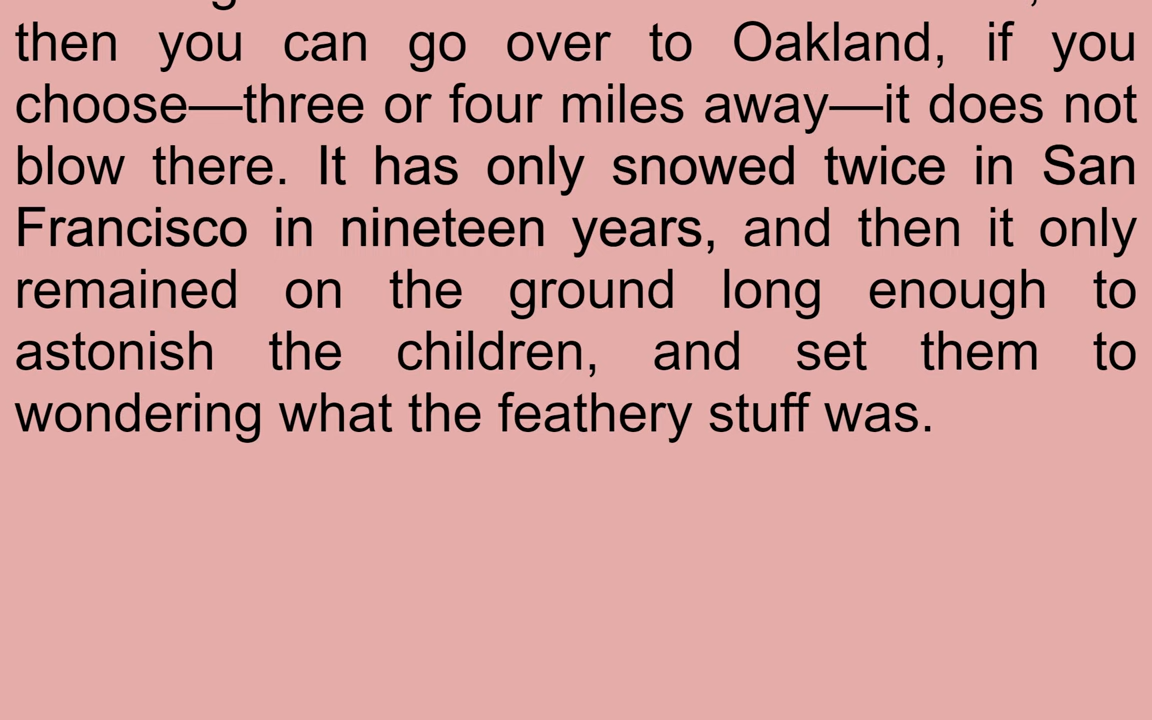 then you can go over to Oakland, if you
choose—three or four miles away—it does not
blow there. It has only snowed twice in San
Francisco in nineteen years, and then it only
remained on the ground long enough to
astonish the children, and set them to
wondering what the feathery stuff was.